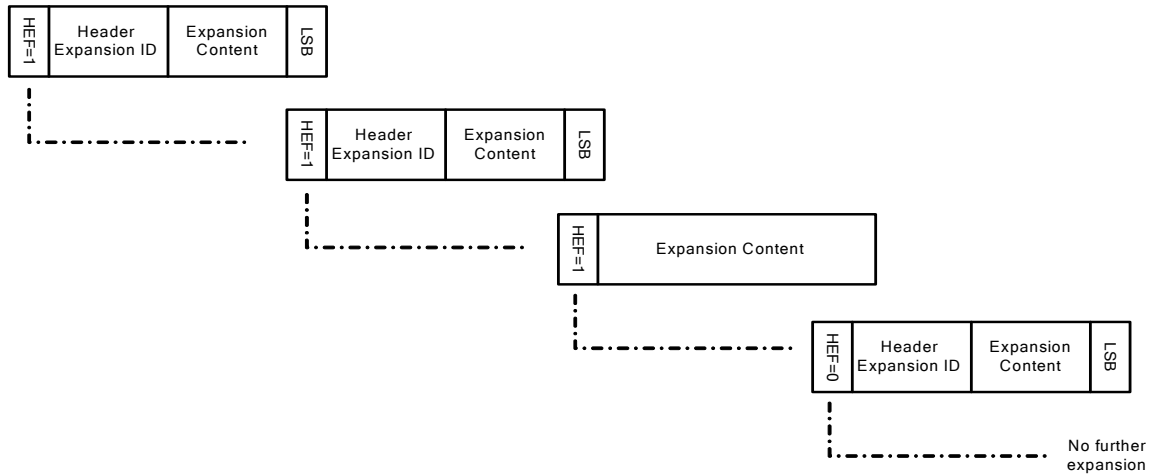 HEF=1
Header
Expansion ID
Expansion
Content
LSB
HEF=1
Header
Expansion ID
Expansion
Content
LSB
HEF=1
Expansion Content
HEF=0
Header
Expansion ID
Expansion
Content
LSB
No further
expansion